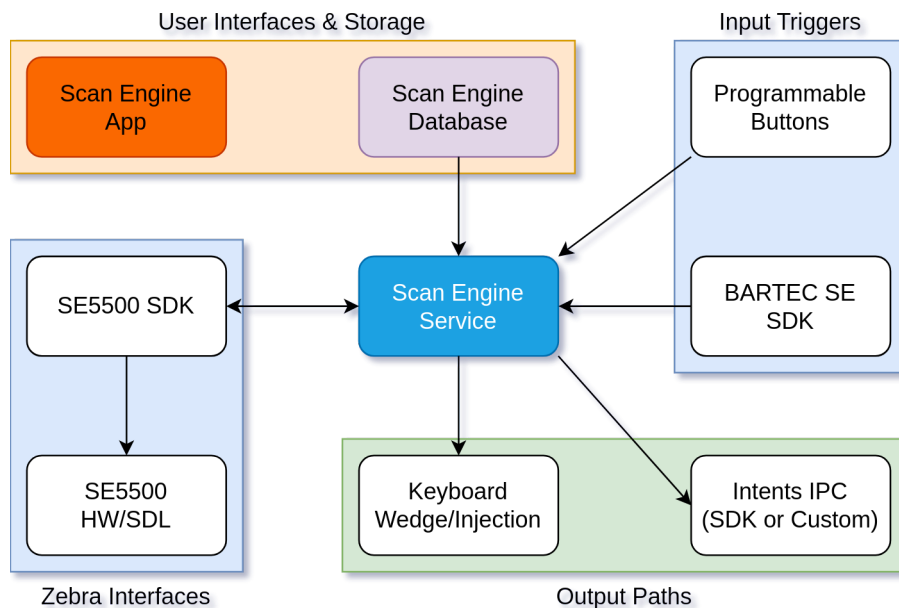 User Interfaces & Storage
Input Triggers
Scan Engine
App
Scan Engine
Database
Programmable
Buttons
SE5500 SDK
Scan Engine
Service
BARTEC SE
SDK
SE5500
HW/SDL
Keyboard
Wedge/Injection
Intents IPC
(SDK or Custom)
Zebra Interfaces
Output Paths